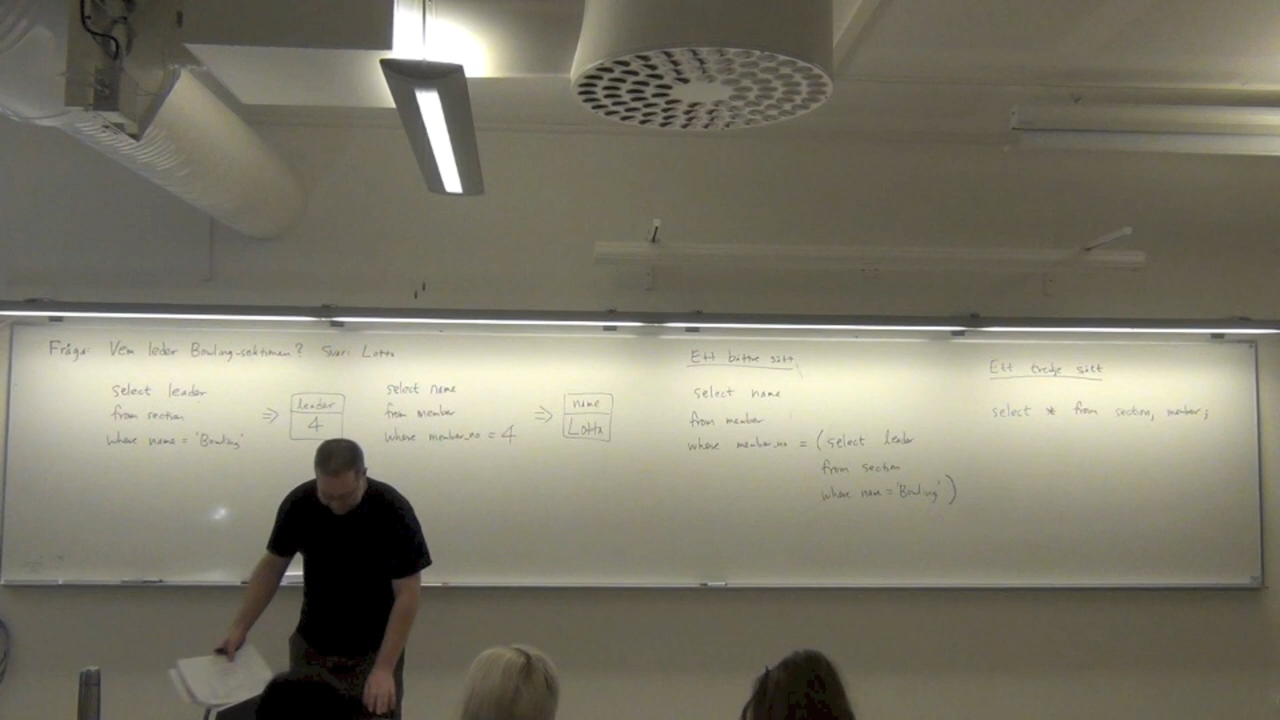 Fråga: Vem leder Bowling-sektionen? Svar: Lotta
select leader
from section
where name = 'Bowling'
⇒
leader
4
select name
from member
where member_no = 4
⇒
name
Lotta
Ett bättre sätt
select name
from member
where member_no = (select leader
from section
where name = 'Bowling')
Ett tredje sätt
select * from section, member;